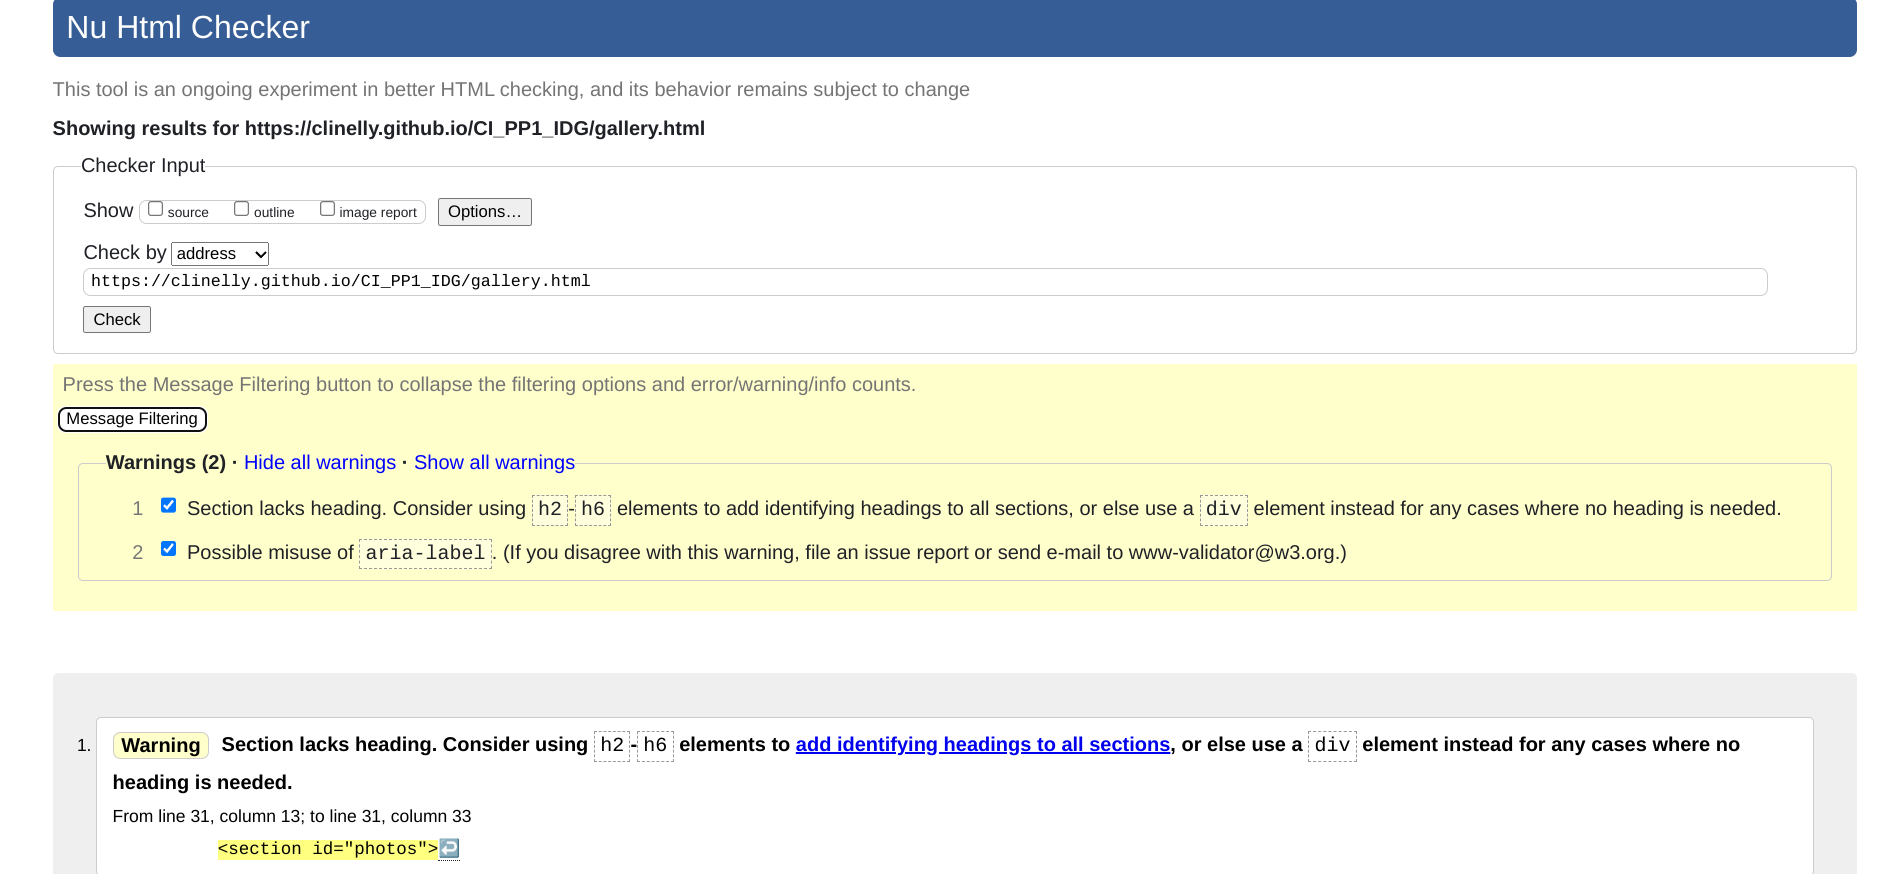 Nu Html Checker
This tool is an ongoing experiment in better HTML checking, and its behavior remains subject to change
Showing results for https://clinelly.github.io/CI_PP1_IDG/gallery.html
Checker Input
Show source outline image report Options...
Check by address
https://clinelly.github.io/CI_PP1_IDG/gallery.html
Check
Press the Message Filtering button to collapse the filtering options and error/warning/info counts.
Message Filtering
Warnings (2) · Hide all warnings · Show all warnings
1 Section lacks heading. Consider using h2-h6 elements to add identifying headings to all sections, or else use a div element instead for any cases where no heading is needed.
2 Possible misuse of aria-label. (If you disagree with this warning, file an issue report or send e-mail to www-validator@w3.org.)
1. Warning Section lacks heading. Consider using h2-h6 elements to add identifying headings to all sections, or else use a div element instead for any cases where no
heading is needed.
From line 31, column 13; to line 31, column 33
<section id="photos">↩